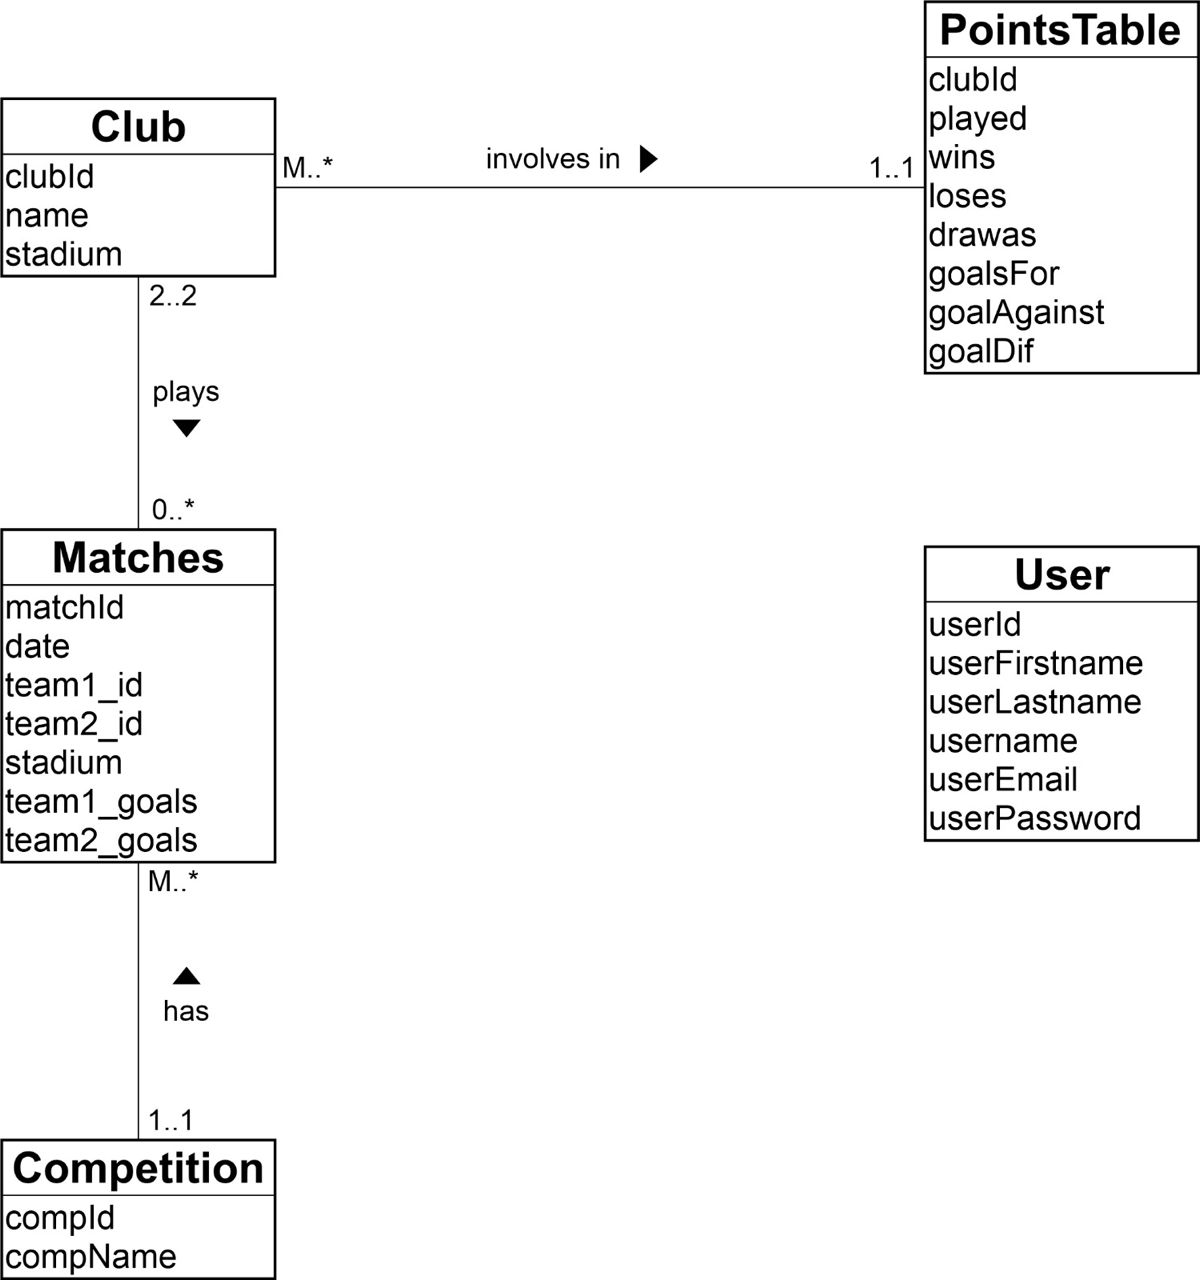 PointsTable
clubId
played
wins
loses
drawas
goalsFor
goalAgainst
goalDif
Club
clubId
name
stadium
M..*
involves in
1..1
2..2
plays
0..*
Matches
matchId
date
team1_id
team2_id
stadium
team1_goals
team2_goals
User
userId
userFirstname
userLastname
username
userEmail
userPassword
M..*
has
1..1
Competition
compId
compName